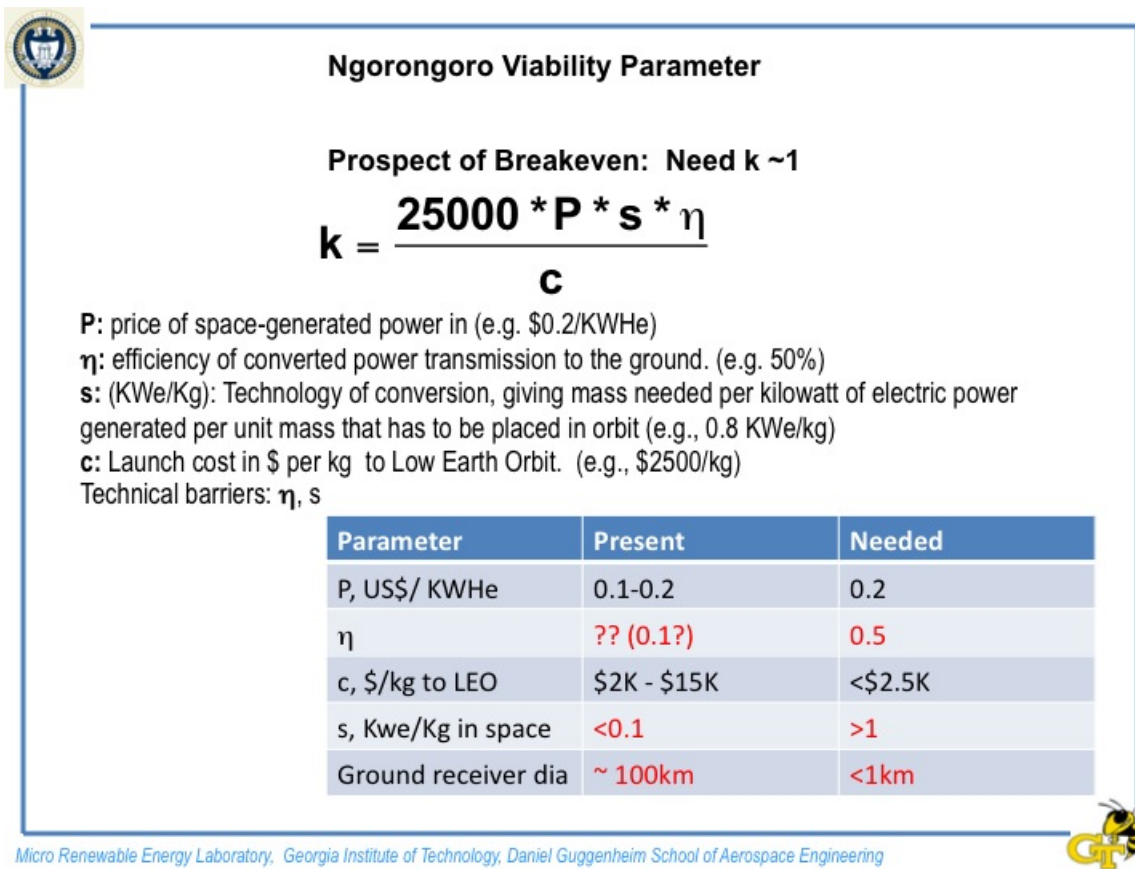 Ngorongoro Viability Parameter
Prospect of Breakeven: Need k ~1
k = 25000 * P * s * η / c
P: price of space-generated power in (e.g. $0.2/KWHe)
η: efficiency of converted power transmission to the ground. (e.g. 50%)
s: (KWe/Kg): Technology of conversion, giving mass needed per kilowatt of electric power
generated per unit mass that has to be placed in orbit (e.g., 0.8 KWe/kg)
c: Launch cost in $ per kg to Low Earth Orbit. (e.g., $2500/kg)
Technical barriers: η, s
Parameter Present Needed
P, US$/ KWHe 0.1-0.2 0.2
η ?? (0.1?) 0.5
c, $/kg to LEO $2K - $15K <$2.5K
s, Kwe/Kg in space <0.1 >1
Ground receiver dia ~ 100km <1km
Micro Renewable Energy Laboratory, Georgia Institute of Technology, Daniel Guggenheim School of Aerospace Engineering
GT